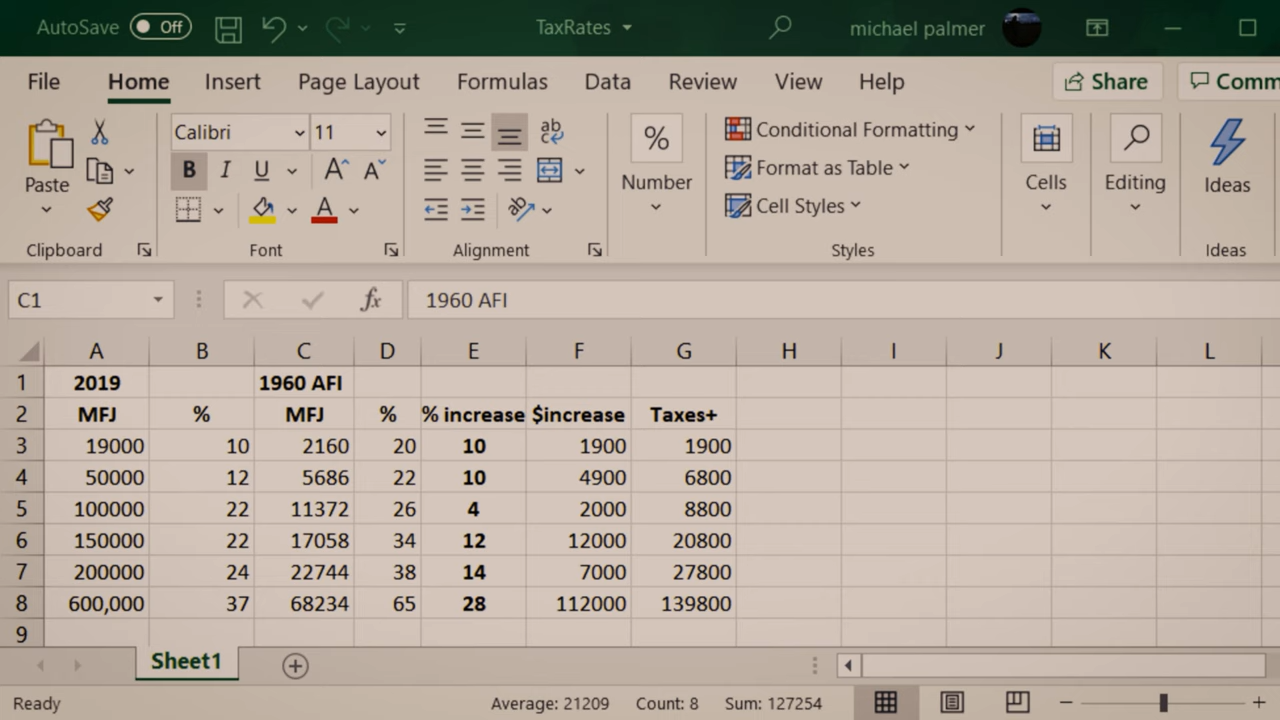 AutoSave Off TaxRates michael palmer
File Home Insert Page Layout Formulas Data Review View Help Share Comm
Paste Calibri 11 ab % Conditional Formatting
B I U A A Number Format as Table Cells Editing Ideas
A Cell Styles
Clipboard Font Alignment Styles Ideas
C1 fx 1960 AFI
A B C D E F G H I J K L
1 2019 1960 AFI
2 MFJ % MFJ % % increase $increase Taxes+
3 19000 10 2160 20 10 1900 1900
4 50000 12 5686 22 10 4900 6800
5 100000 22 11372 26 4 2000 8800
6 150000 22 17058 34 12 12000 20800
7 200000 24 22744 38 14 7000 27800
8 600,000 37 68234 65 28 112000 139800
9
Sheet1
Ready Average: 21209 Count: 8 Sum: 127254